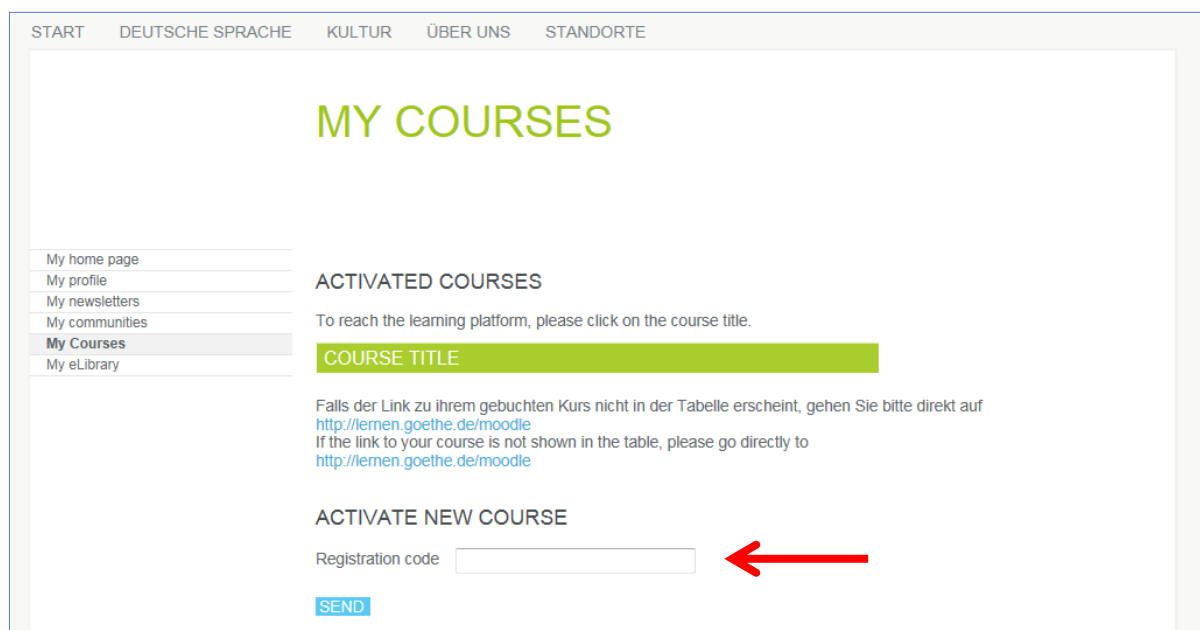 START DEUTSCHE SPRACHE KULTUR ÜBER UNS STANDORTE
MY COURSES
My home page
My profile
My newsletters
My communities
My Courses
My eLibrary
ACTIVATED COURSES
To reach the learning platform, please click on the course title.
COURSE TITLE
Falls der Link zu ihrem gebuchten Kurs nicht in der Tabelle erscheint, gehen Sie bitte direkt auf
http://lernen.goethe.de/moodle
If the link to your course is not shown in the table, please go directly to
http://lernen.goethe.de/moodle
ACTIVATE NEW COURSE
Registration code
SEND